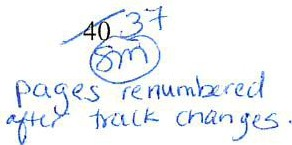 40 37
SM
pages renumbered
after track changes.